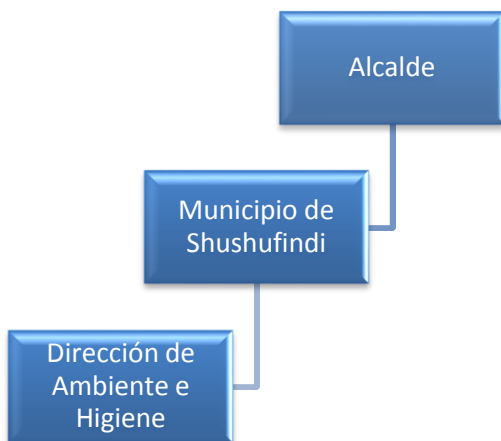 Alcalde
Municipio de
Shushufindi
Dirección de
Ambiente e
Higiene